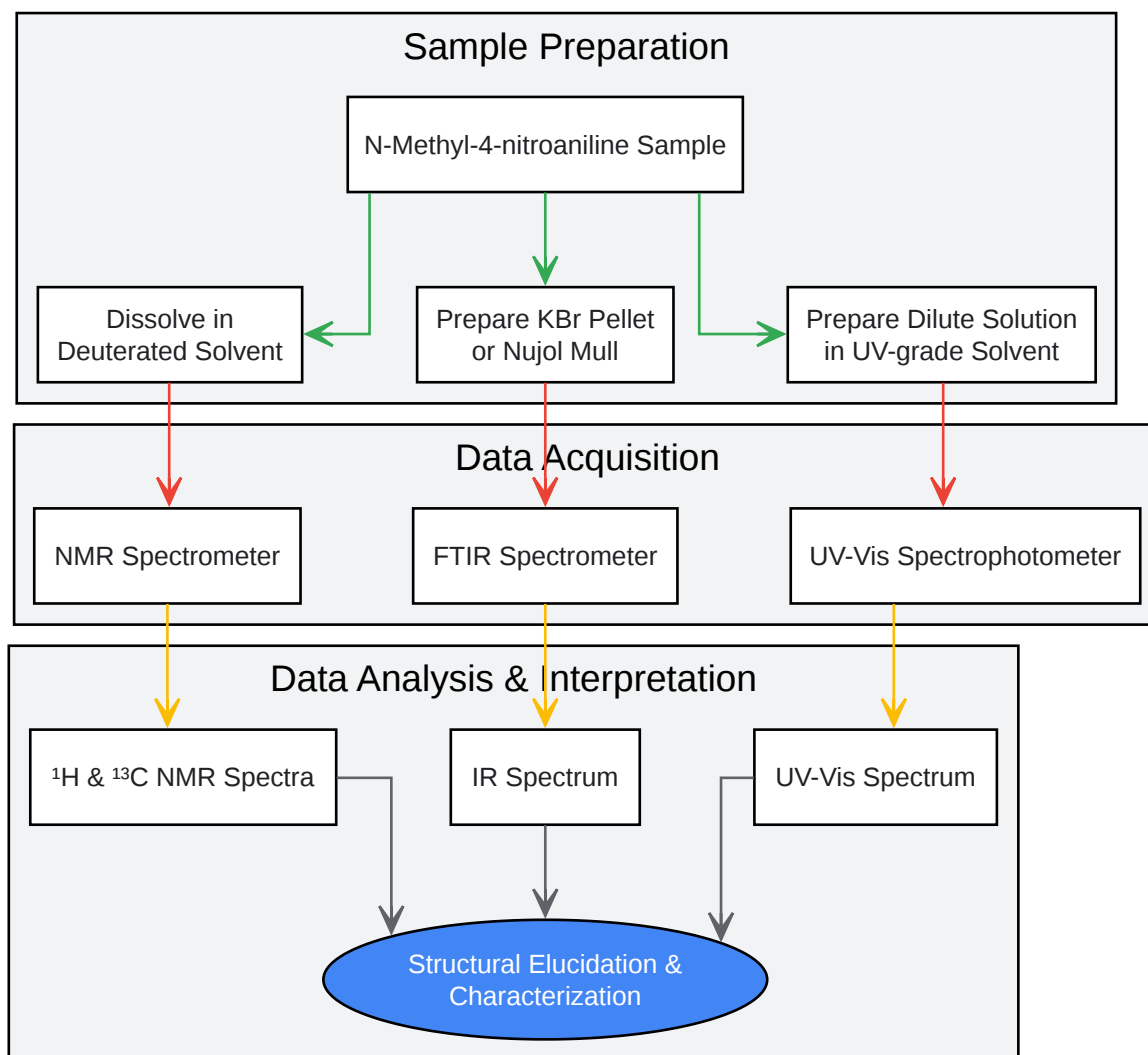 Sample Preparation
N-Methyl-4-nitroaniline Sample
Dissolve in
Deuterated Solvent
Prepare KBr Pellet
or Nujol Mull
Prepare Dilute Solution
in UV-grade Solvent
Data Acquisition
NMR Spectrometer
FTIR Spectrometer
UV-Vis Spectrophotometer
Data Analysis & Interpretation
¹H & ¹³C NMR Spectra
IR Spectrum
UV-Vis Spectrum
Structural Elucidation &
Characterization